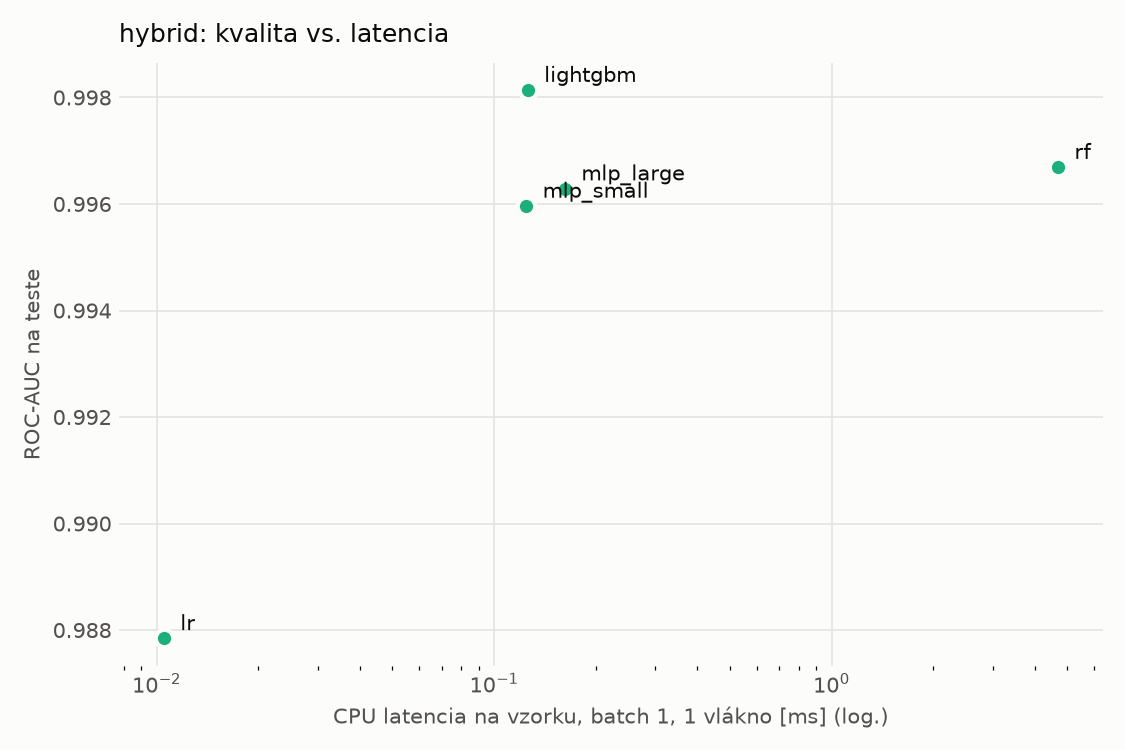 hybrid: kvalita vs. latencia
lightgbm
0.998
rf
mlp_large
mlp_small
0.996
0.994
0.992
0.990
lr
0.988
ROC-AUC na teste
10⁻² 10⁻¹ 10⁰
CPU latencia na vzorku, batch 1, 1 vlákno [ms] (log.)